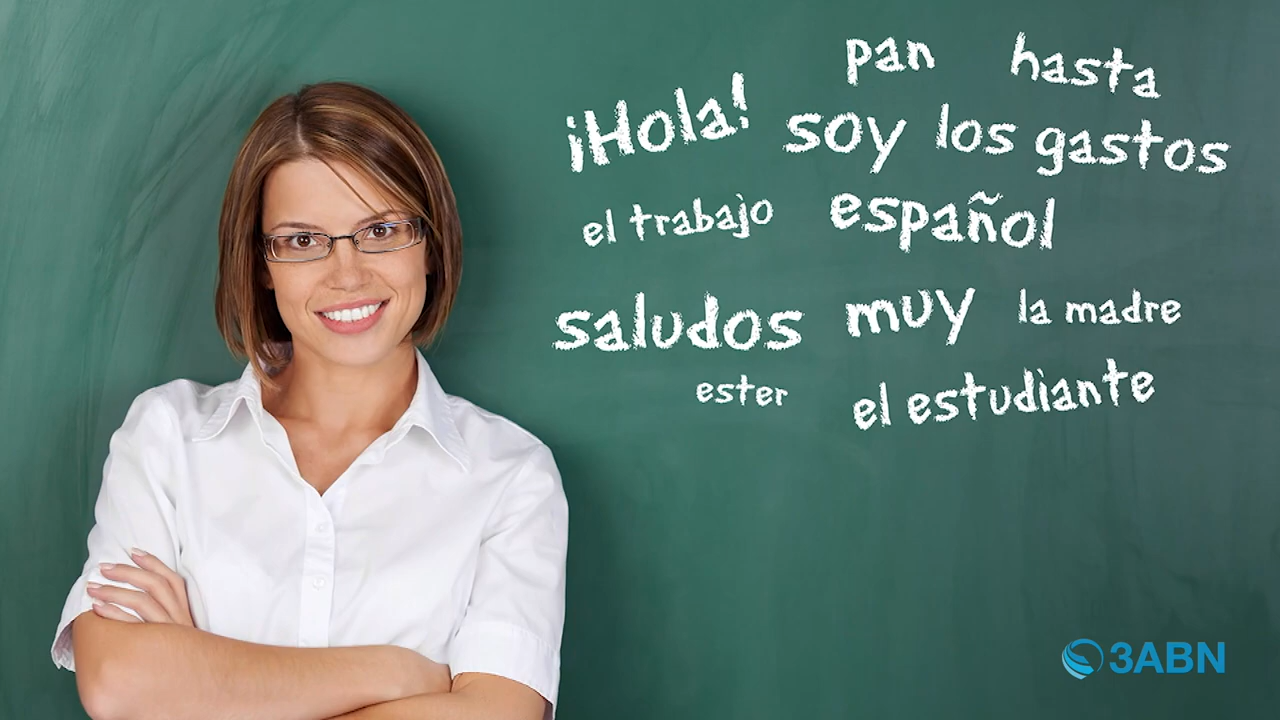 pan hasta
¡Hola! soy los gastos
el trabajo español
saludos muy la madre
ester el estudiante
3ABN